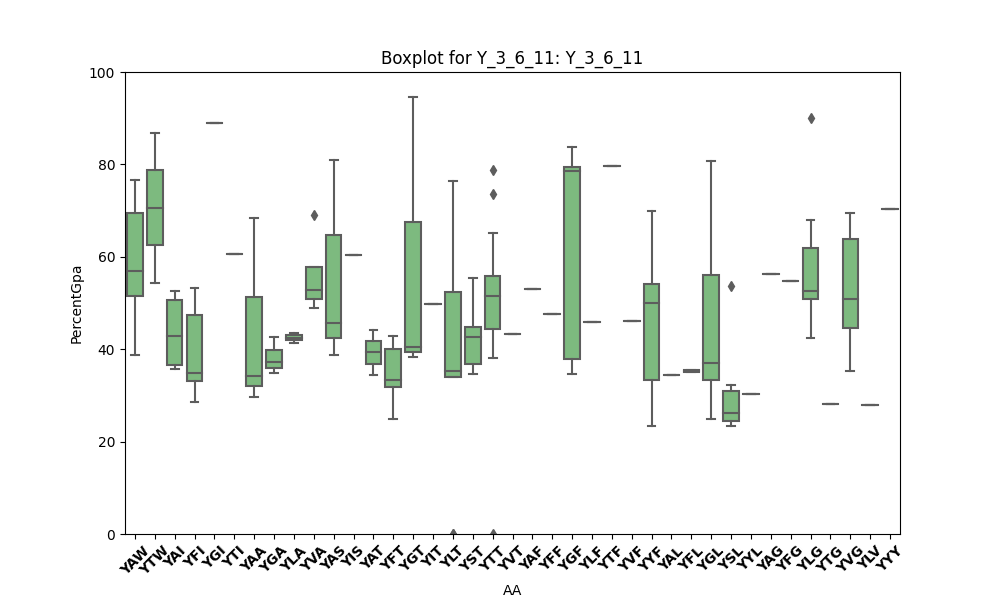 Boxplot for Y_3_6_11: Y_3_6_11
100
80
60
40
20
0
PercentGpa
YAW YTW YAI YFI YGI YTI YAA YGA YLA YVA YAS YIS YAT YFT YGT YIT YLT YST YTT YVT YAF YFF YGF YLF YTF YVF YYF YAL YFL YGL YSL YYL YAG YFG YLG YTG YVG YLV YYY
AA